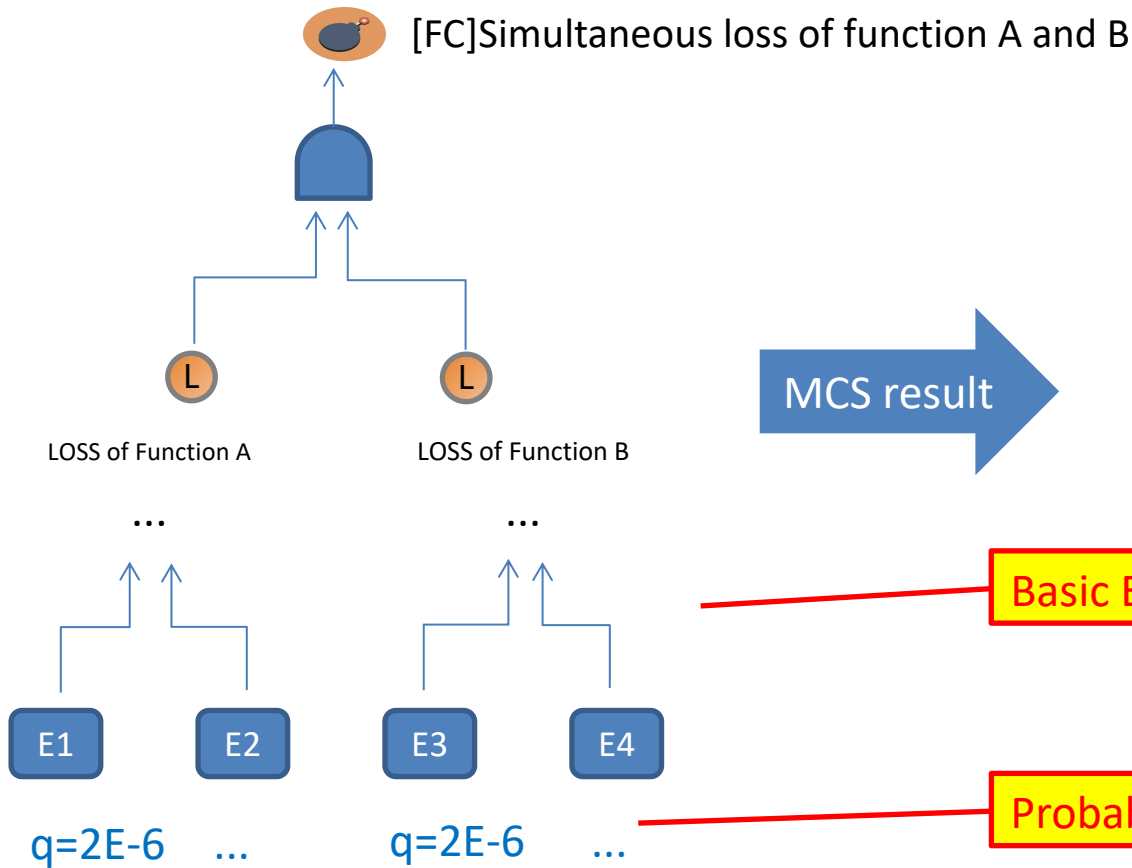 [FC]Simultaneous loss of function A and B
L L
MCS result
LOSS of Function A LOSS of Function B
... ...
Basic
E1 E2 E3 E4
q=2E-6 ... q=2E-6 ...